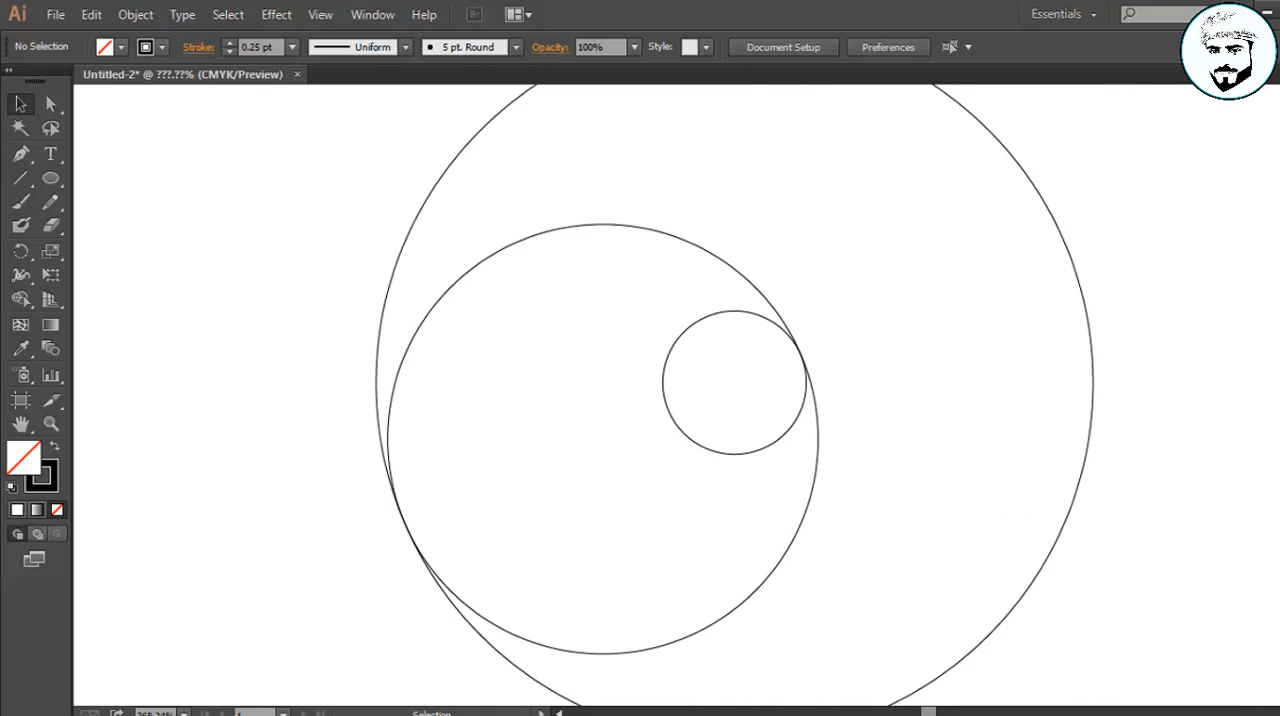 Ai File Edit Object Type Select Effect View Window Help Br Essentials
No Selection Stroke: 0.25 pt Uniform 5 pt. Round Opacity: 100% Style: Document Setup Preferences
Untitled-2* @ ???.??% (CMYK/Preview) ×
T
Selection